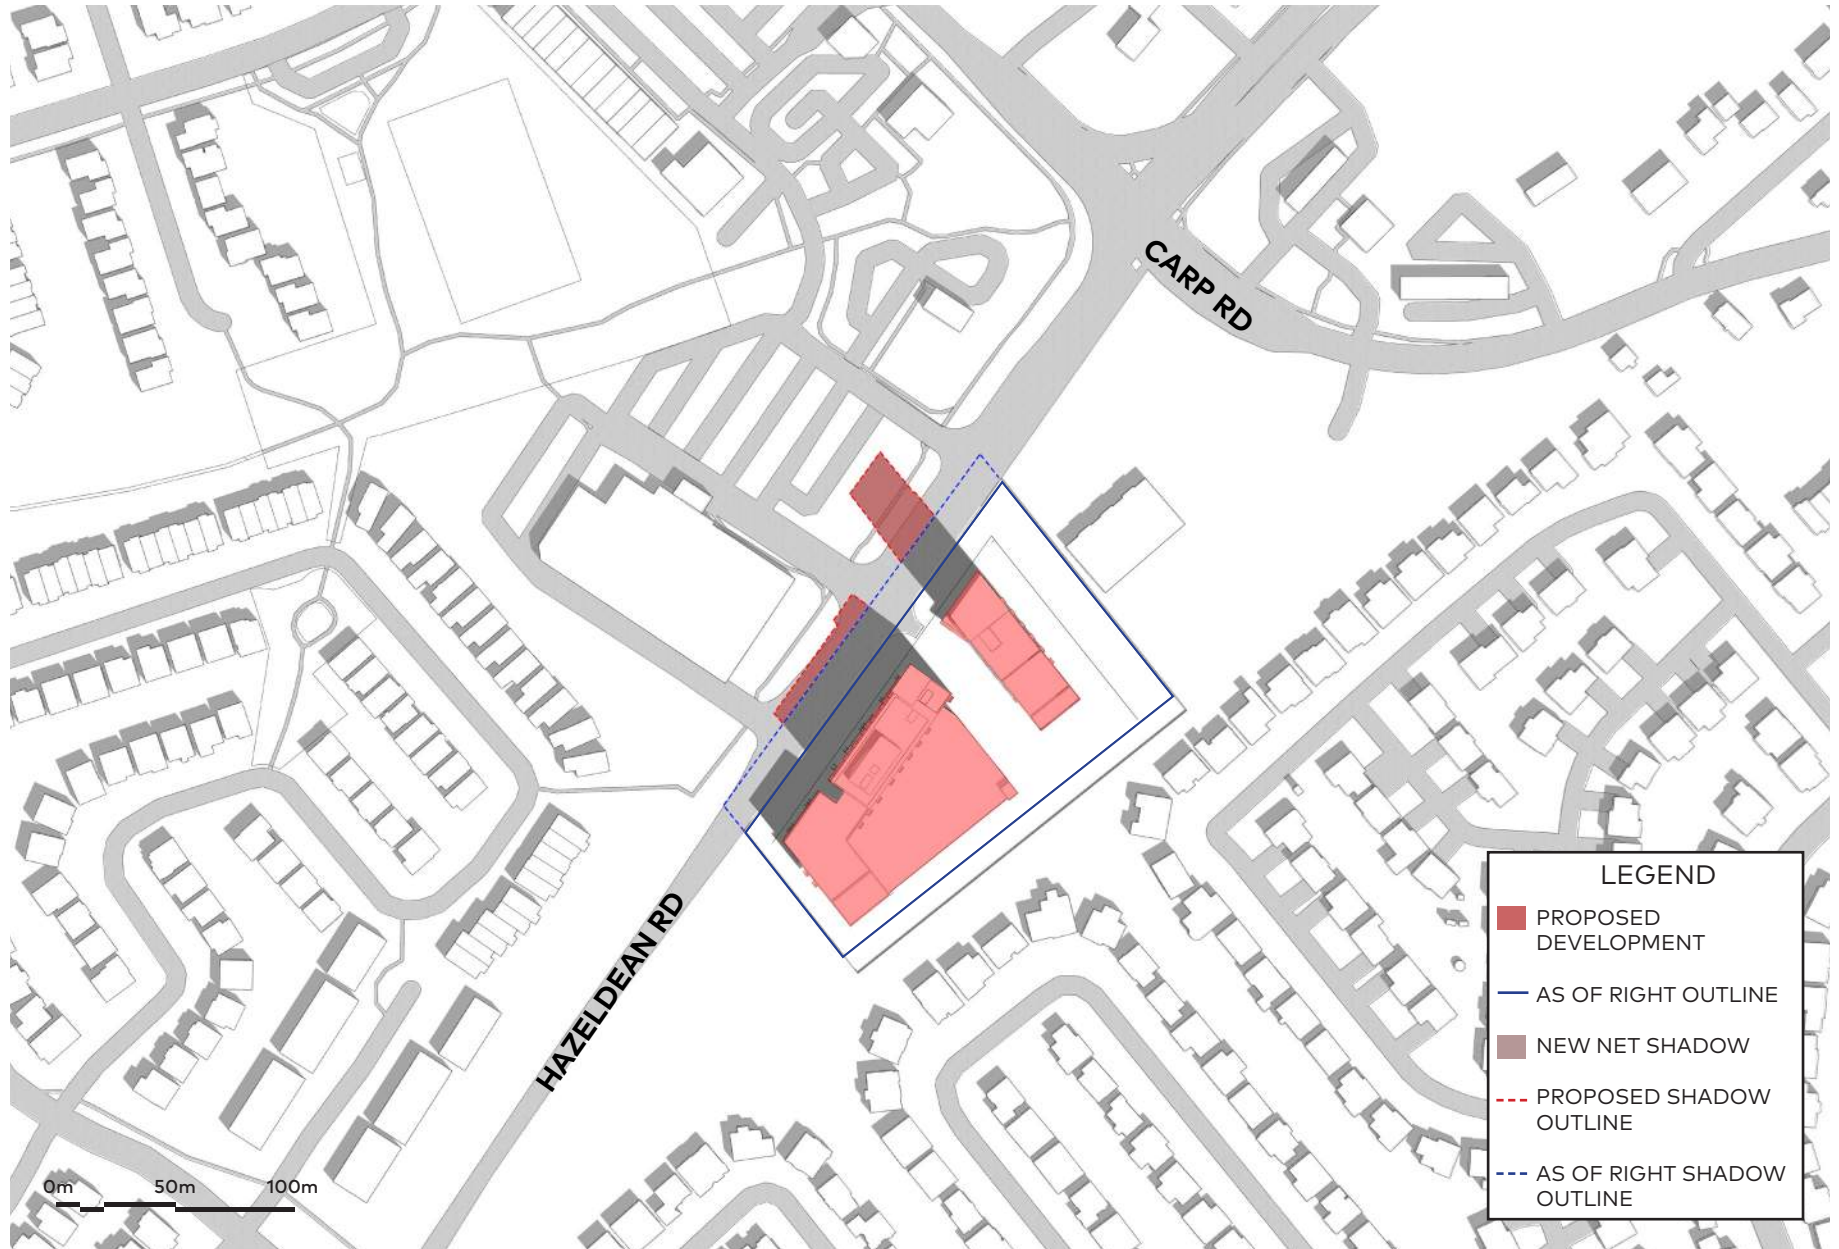 CARP RD
HAZELDEAN RD
LEGEND
PROPOSED
DEVELOPMENT
AS OF RIGHT OUTLINE
NEW NET SHADOW
PROPOSED SHADOW
OUTLINE
AS OF RIGHT SHADOW
OUTLINE
0m 50m 100m